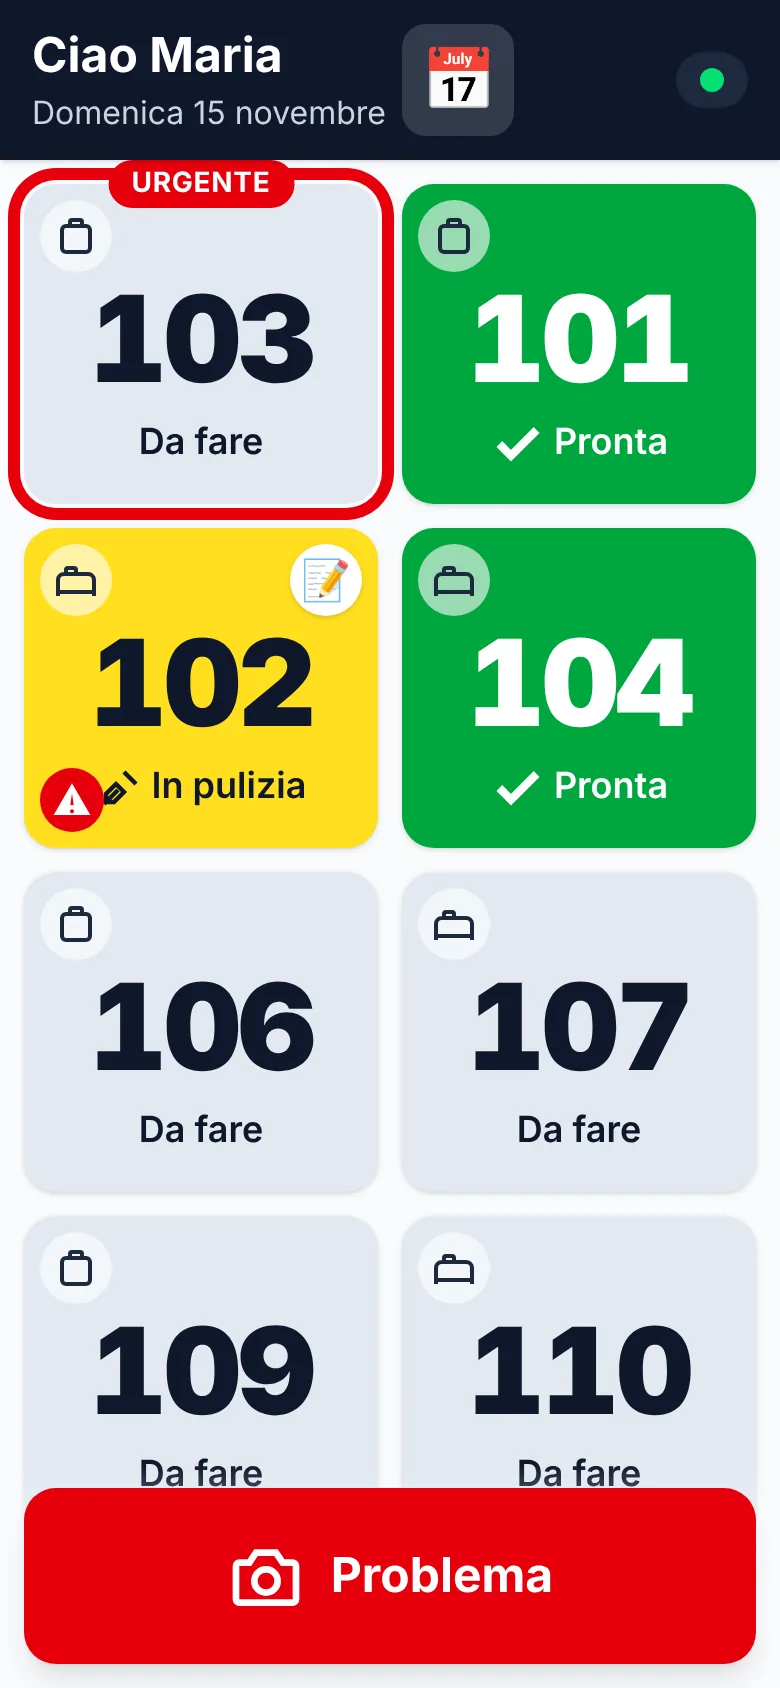 Ciao Maria
Domenica 15 novembre
July
17
URGENTE
103
Da fare
101
Pronta
102
In pulizia
104
Pronta
106
Da fare
107
Da fare
109
Da fare
110
Da fare
Problema